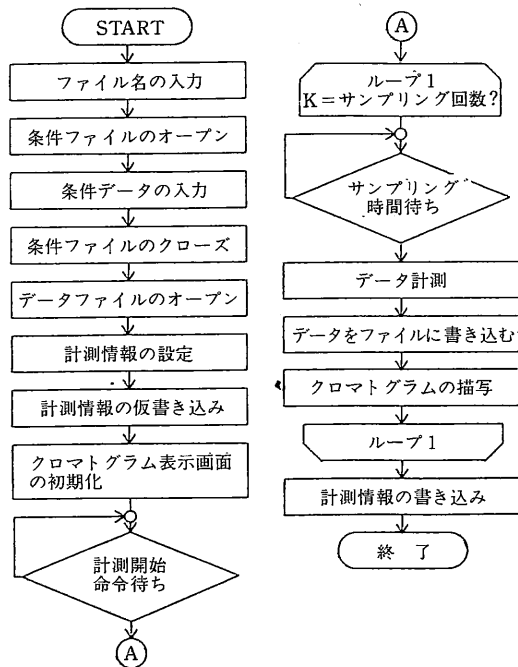 START
ファイル名の入力
条件ファイルのオープン
条件データの入力
条件ファイルのクローズ
データファイルのオープン
計測情報の設定
計測情報の仮書き込み
クロマトグラム表示画面
の初期化
計測開始
命令待ち
A
A
ループ1
K=サンプリング回数?
サンプリング
時間待ち
データ計測
データをファイルに書き込む
クロマトグラムの描写
ループ1
計測情報の書き込み
終 了